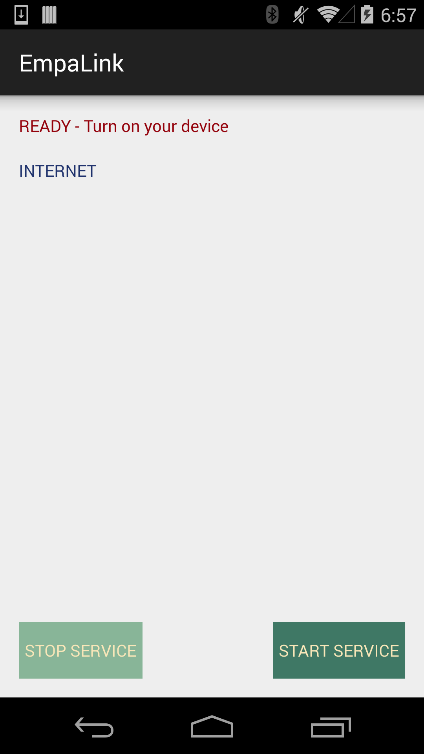 6:57
EmpaLink
READY - Turn on your device
INTERNET
STOP SERVICE
START SERVICE